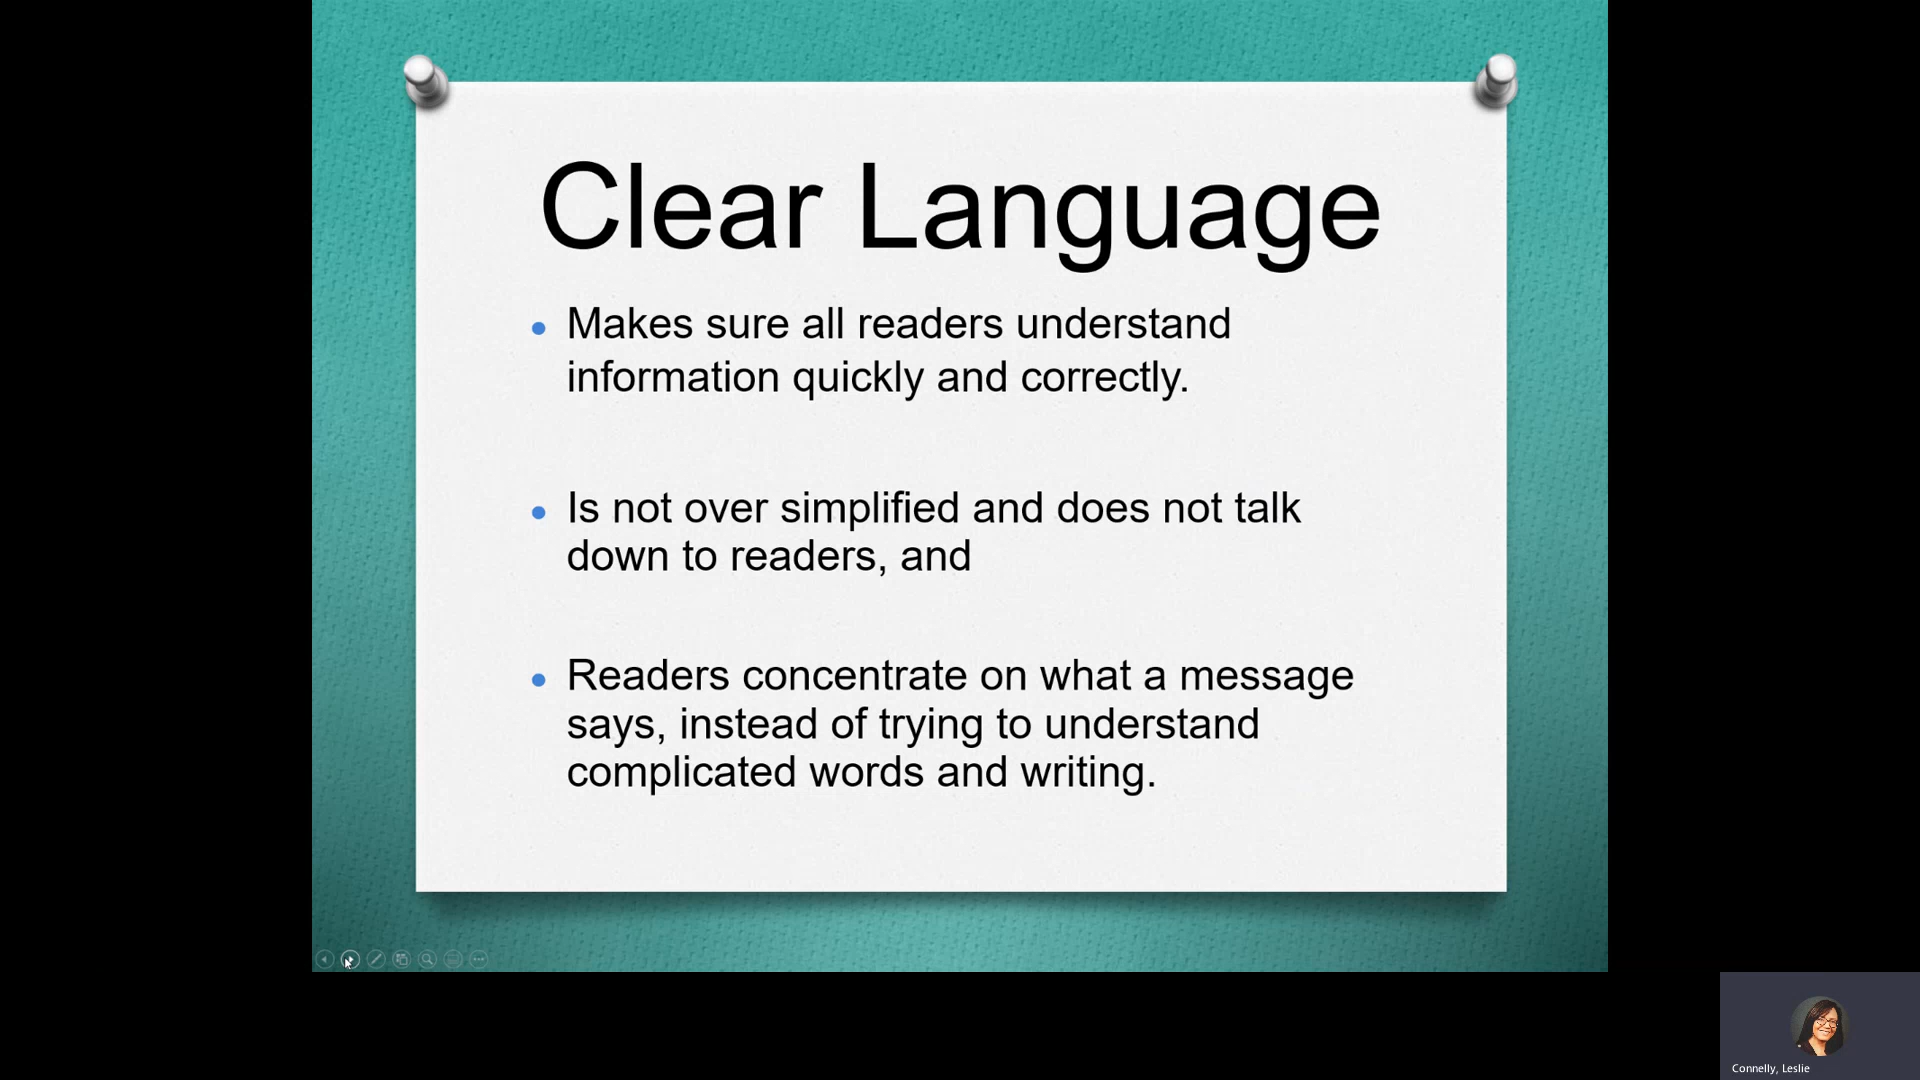 Clear Language
Makes sure all readers understand
information quickly and correctly.
Is not over simplified and does not talk
down to readers, and
Readers concentrate on what a message
says, instead of trying to understand
complicated words and writing.
Connelly, Leslie